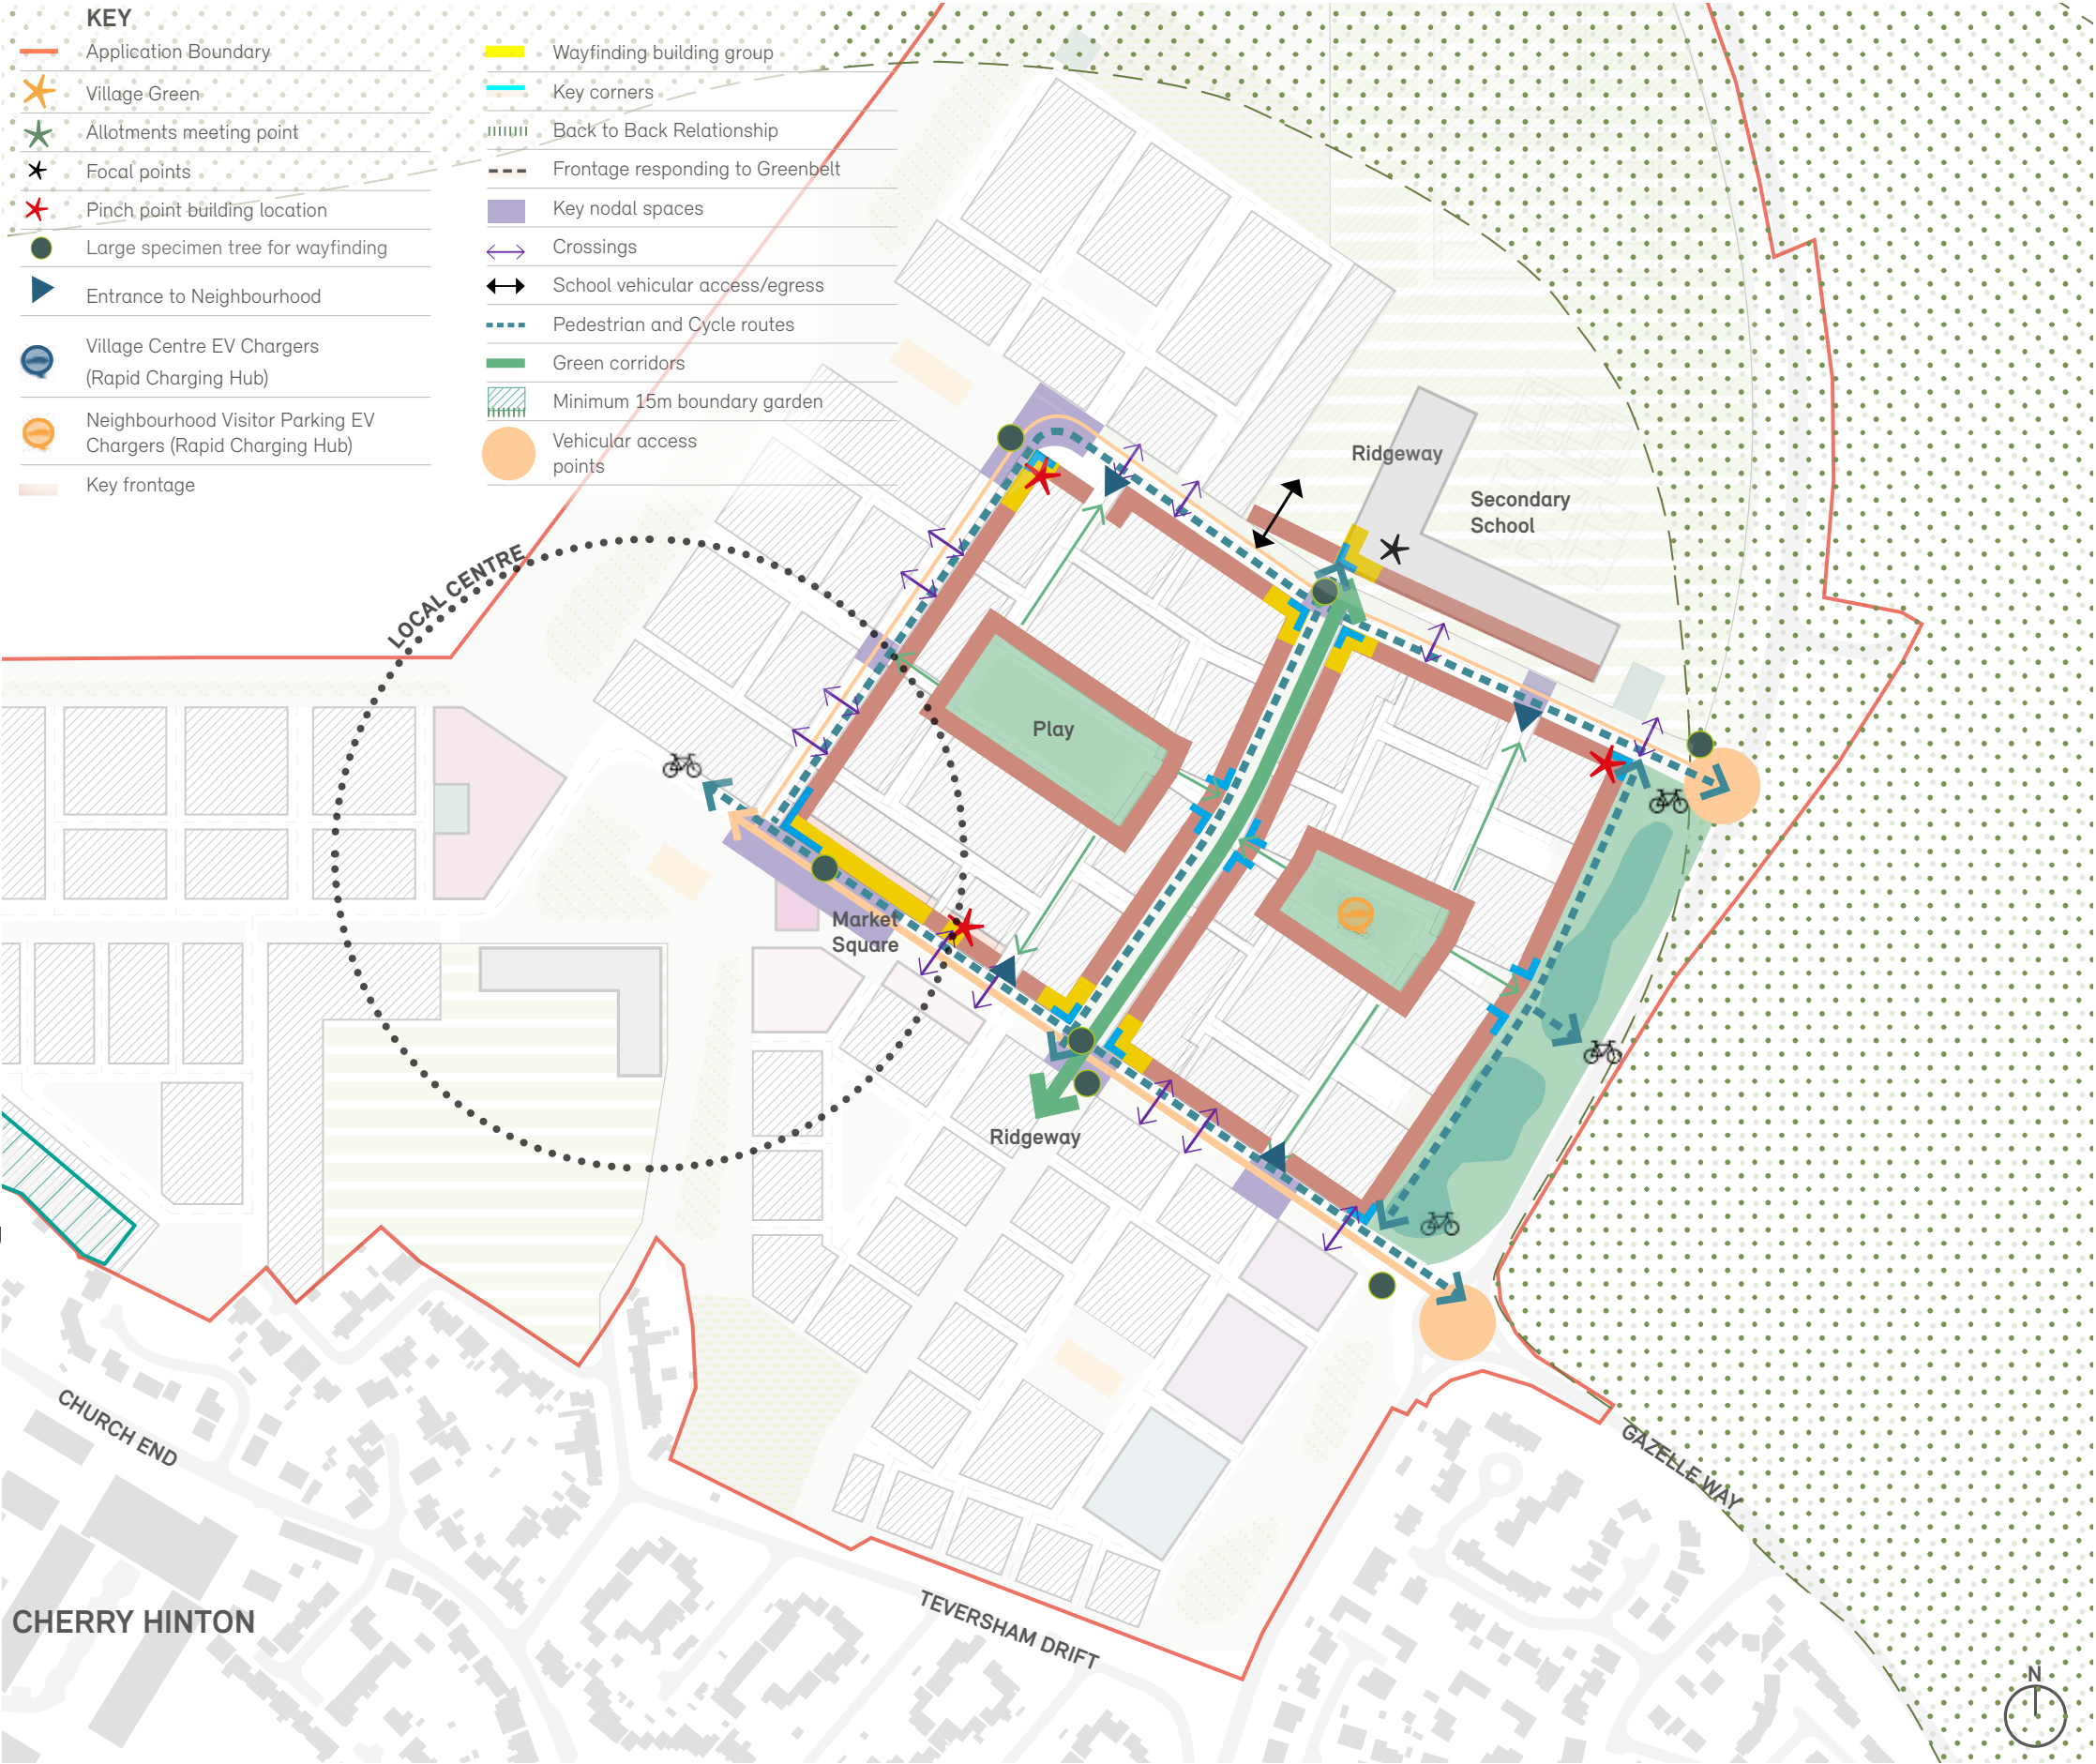 KEY
Application Boundary
Village Green
Allotments meeting point
Focal points
Pinch point building location
Large specimen tree for wayfinding
Entrance to Neighbourhood
Village Centre EV Chargers
(Rapid Charging Hub)
Neighbourhood Visitor Parking EV
Chargers (Rapid Charging Hub)
Key frontage
Wayfinding building group
Key corners
Back to Back Relationship
Frontage responding to Greenbelt
Key nodal spaces
Crossings
School vehicular access/egress
Pedestrian and Cycle routes
Green corridors
Minimum 15m boundary garden
Vehicular access
points
Ridgeway
Secondary
School
LOCAL CENTRE
Play
Market
Square
Ridgeway
CHURCH END
GAZELLE WAY
TEVERSHAM DRIFT
CHERRY HINTON
N